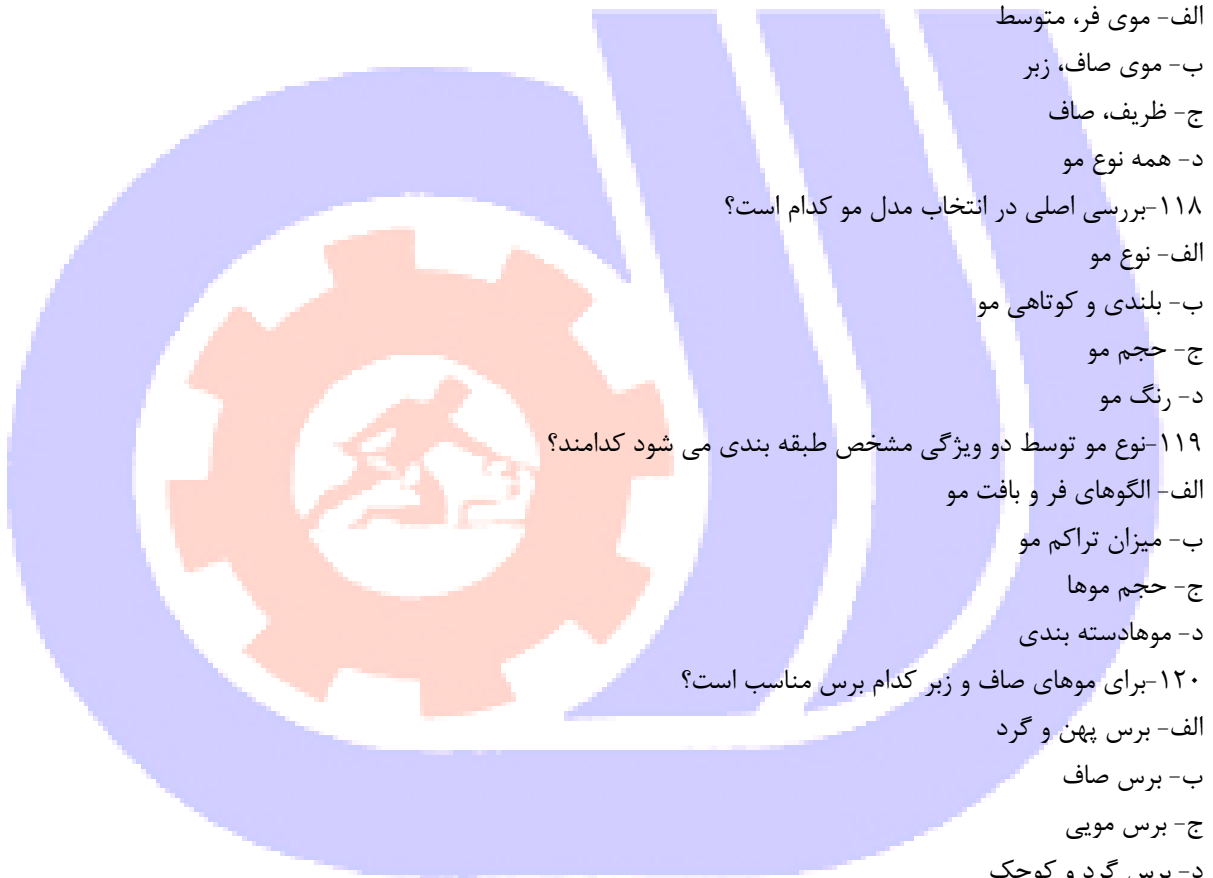 الف- موی فر، متوسط
ب- موی صاف، زبر
ج- ظریف، صاف
د- همه نوع مو
۱۱۸-بررسی اصلی در انتخاب مدل مو کدام است؟
الف- نوع مو
ب- بلندی و کوتاهی مو
ج- حجم مو
د- رنگ مو
۱۱۹-نوع مو توسط دو ویژگی مشخص طبقه بندی می شود کدامند؟
الف- الگوهای فر و بافت مو
ب- میزان تراکم مو
ج- حجم موها
د- موهادسته بندی
۱۲۰-برای موهای صاف و زبر کدام برس مناسب است؟
الف- برس پهن و گرد
ب- برس صاف
ج- برس مویی
د- برس گرد و کوچک